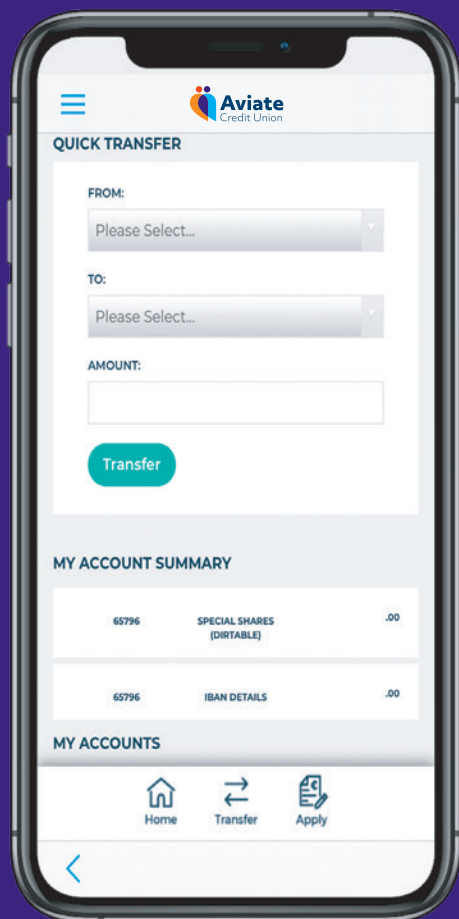 Aviate
Credit Union
QUICK TRANSFER
FROM:
Please Select...
TO:
Please Select...
AMOUNT:
Transfer
MY ACCOUNT SUMMARY
65796 SPECIAL SHARES .00
(DIRTABLE)
65796 IBAN DETAILS .00
MY ACCOUNTS
Home Transfer Apply